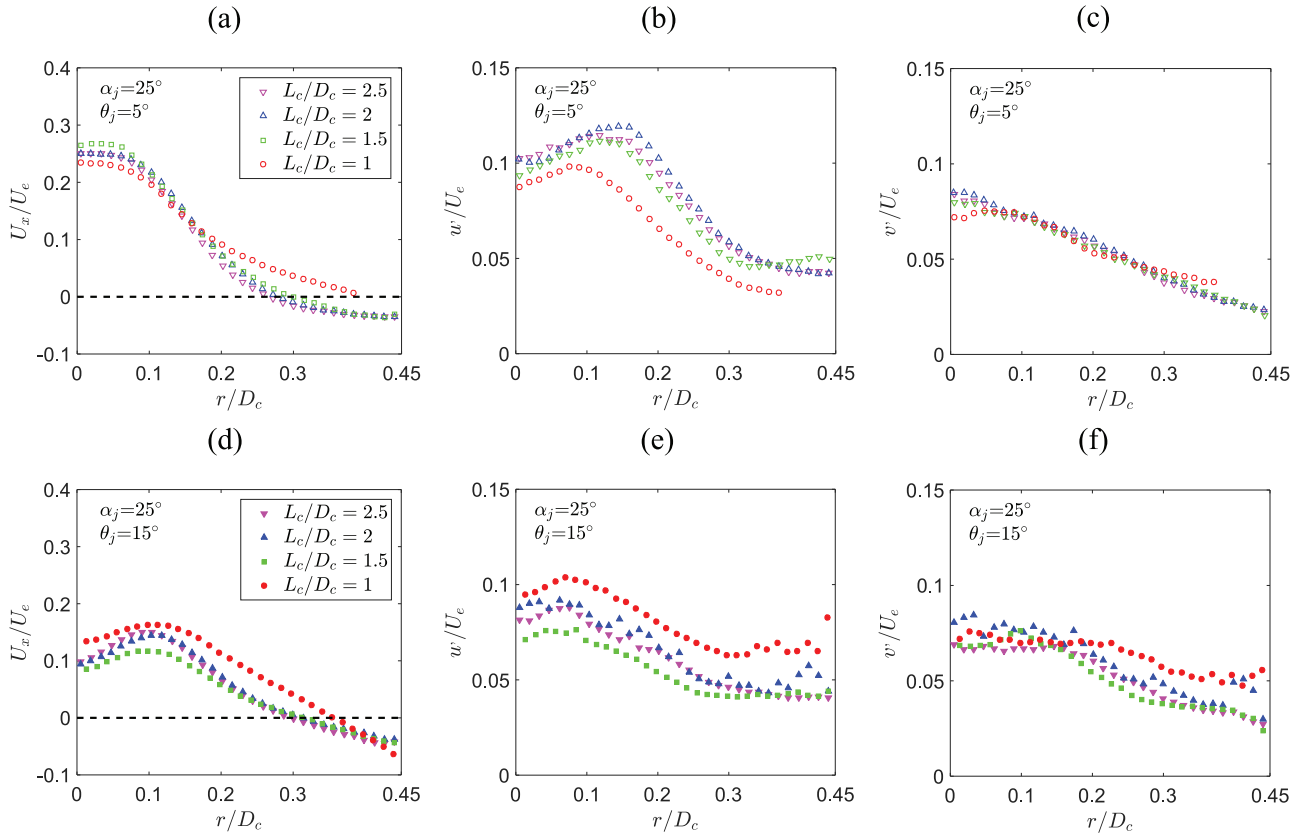 (a)
(b)
(c)
0.4
0.3
0.2
0.1
0
-0.1
U_x/U_e
α_j=25°
θ_j=5°
L_c/D_c = 2.5
L_c/D_c = 2
L_c/D_c = 1.5
L_c/D_c = 1
0 0.1 0.2 0.3 0.45
r/D_c
0.15
0.1
0.05
0
u'/U_e
α_j=25°
θ_j=5°
0 0.1 0.2 0.3 0.45
r/D_c
0.15
0.1
0.05
0
v'/U_e
α_j=25°
θ_j=5°
0 0.1 0.2 0.3 0.45
r/D_c
(d)
(e)
(f)
0.4
0.3
0.2
0.1
0
-0.1
U_x/U_e
α_j=25°
θ_j=15°
L_c/D_c = 2.5
L_c/D_c = 2
L_c/D_c = 1.5
L_c/D_c = 1
0 0.1 0.2 0.3 0.45
r/D_c
0.15
0.1
0.05
0
u'/U_e
α_j=25°
θ_j=15°
0 0.1 0.2 0.3 0.45
r/D_c
0.15
0.1
0.05
0
v'/U_e
α_j=25°
θ_j=15°
0 0.1 0.2 0.3 0.45
r/D_c